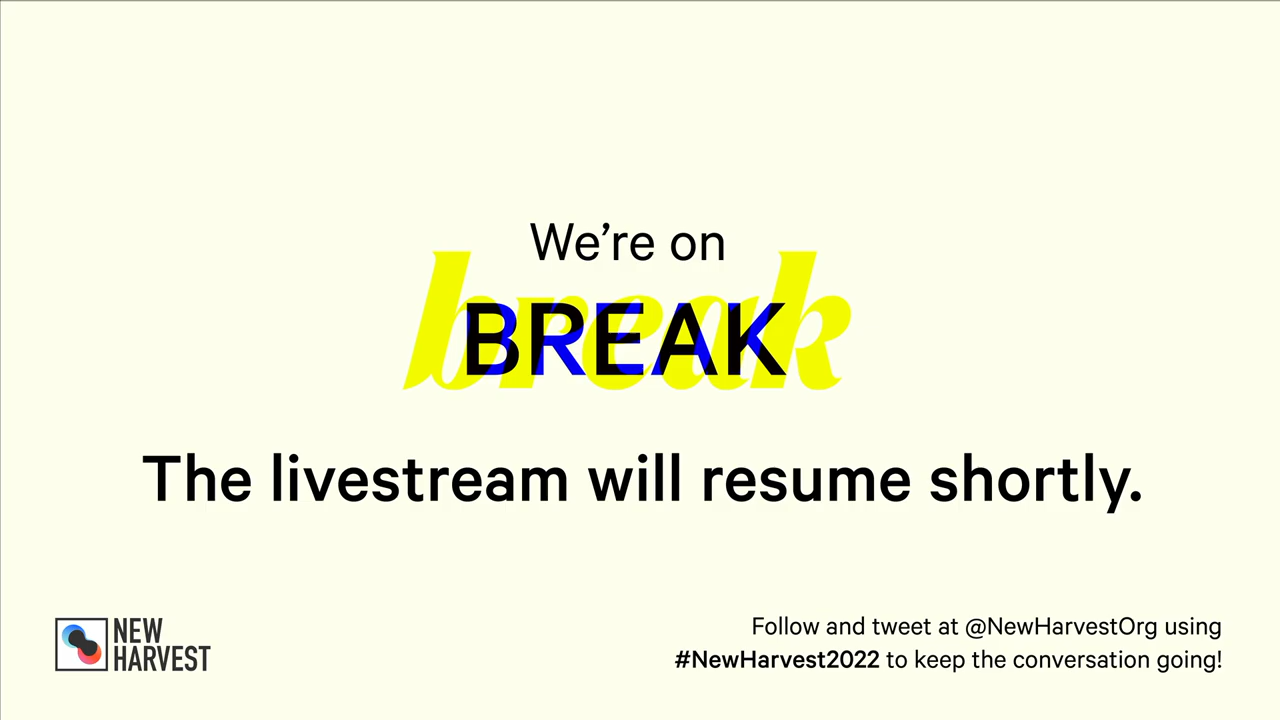 We’re on
break
BREAK
The livestream will resume shortly.
NEW
HARVEST
Follow and tweet at @NewHarvestOrg using
#NewHarvest2022 to keep the conversation going!